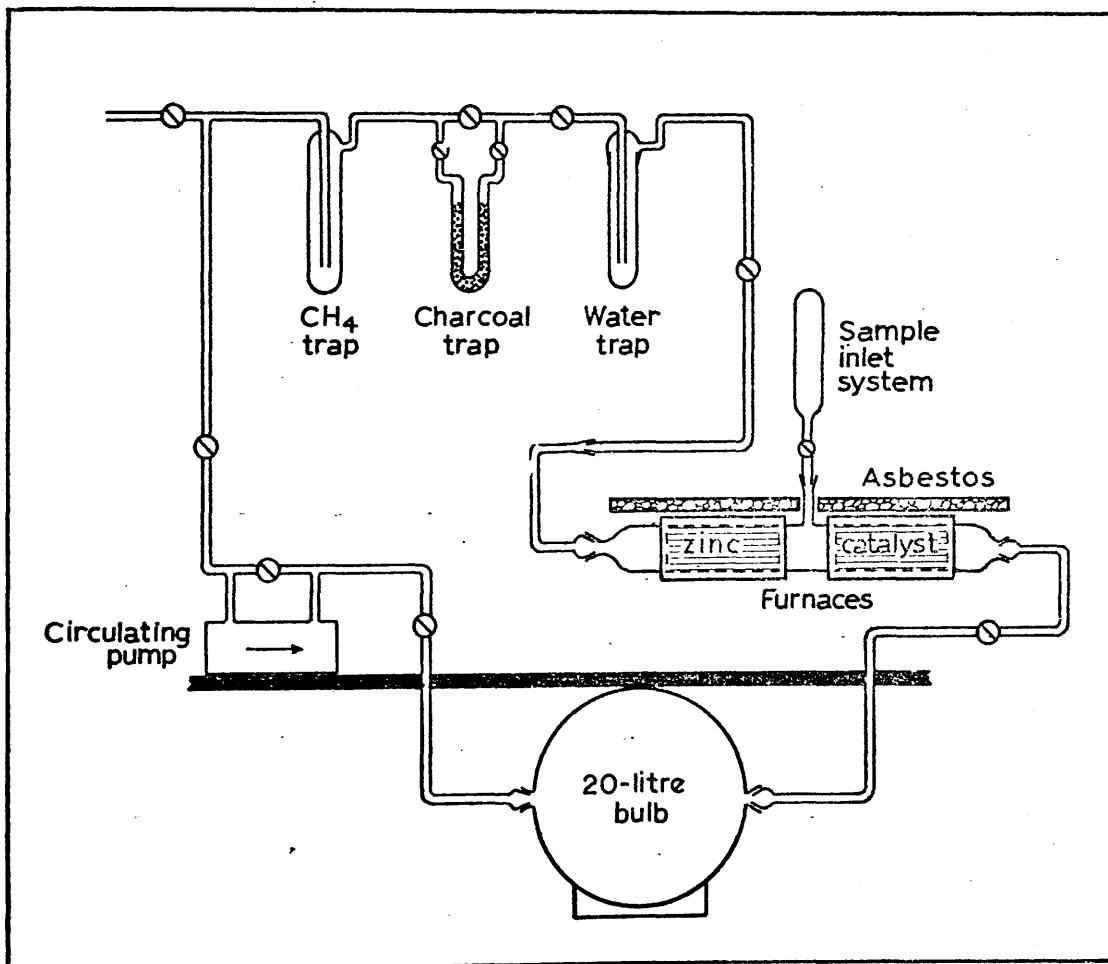 CH4
trap
Charcoal
trap
Water
trap
Sample
inlet
system
Asbestos
zinc
catalyst
Furnaces
Circulating
pump
20-litre
bulb